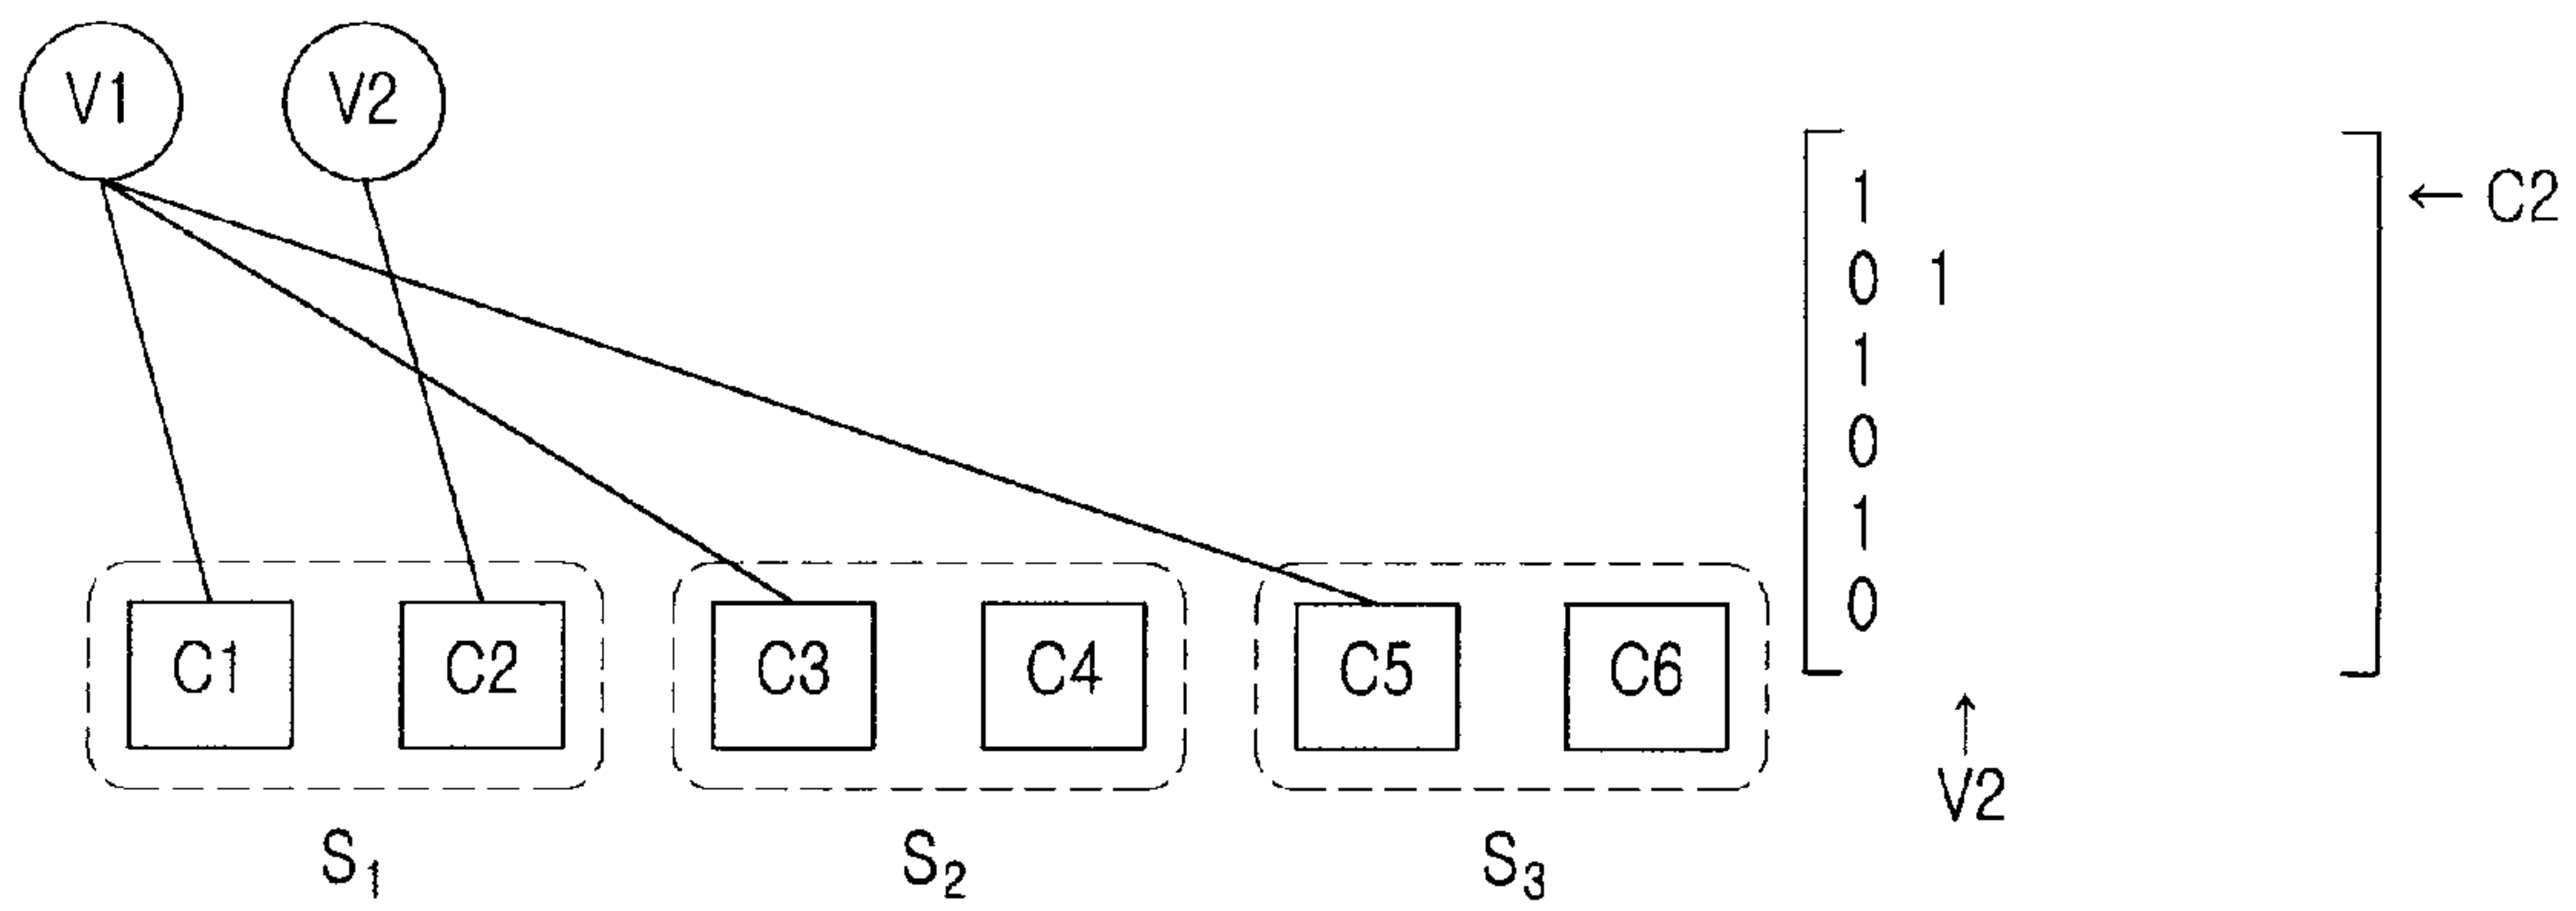 V1 V2
1 ← C2
0 1
1
0
1
0
C1 C2 C3 C4 C5 C6
↑
V2
S₁ S₂ S₃